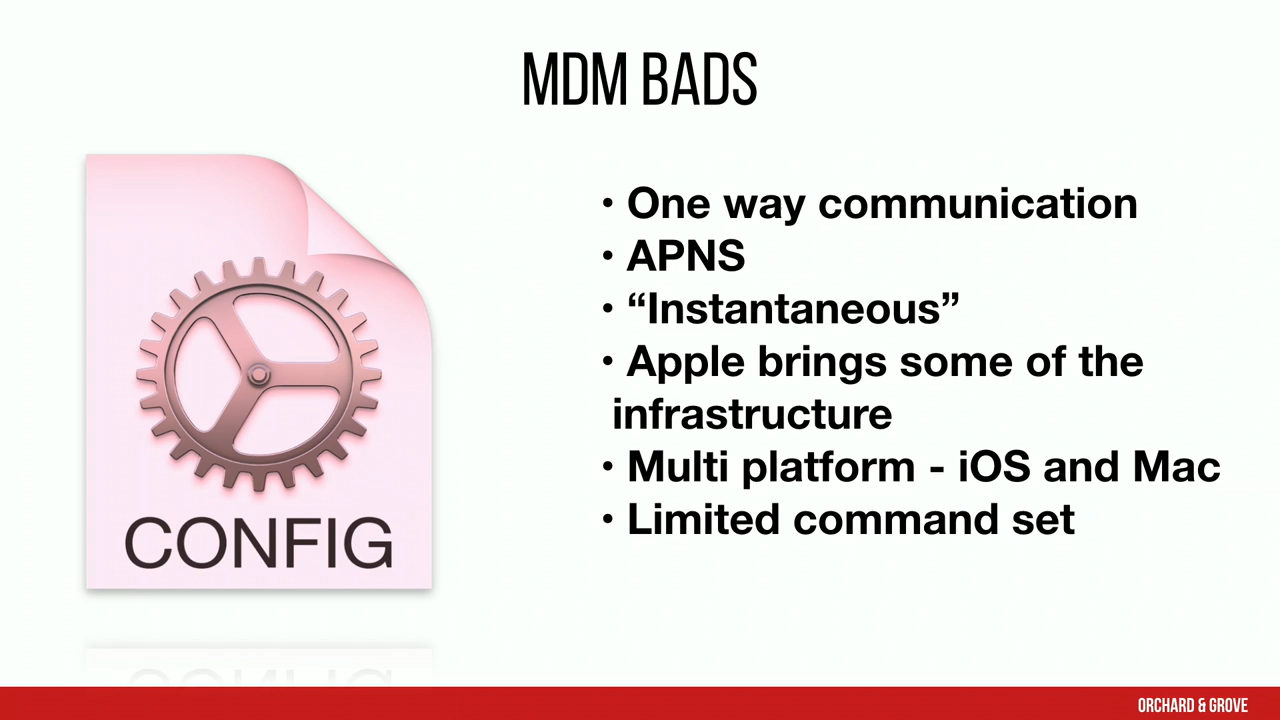 MDM BADS
• One way communication
• APNS
• “Instantaneous”
• Apple brings some of the
infrastructure
• Multi platform - iOS and Mac
• Limited command set
CONFIG
ORCHARD & GROVE